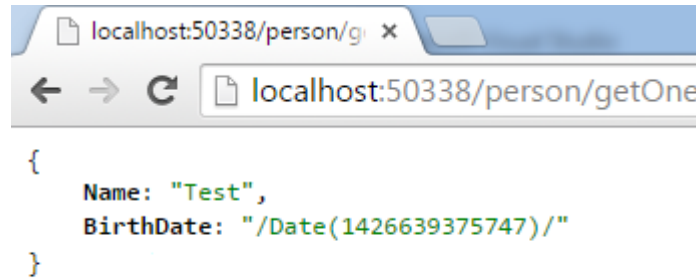 localhost:50338/person/g
localhost:50338/person/getOne
{
Name: "Test",
BirthDate: "/Date(1426639375747)/"
}